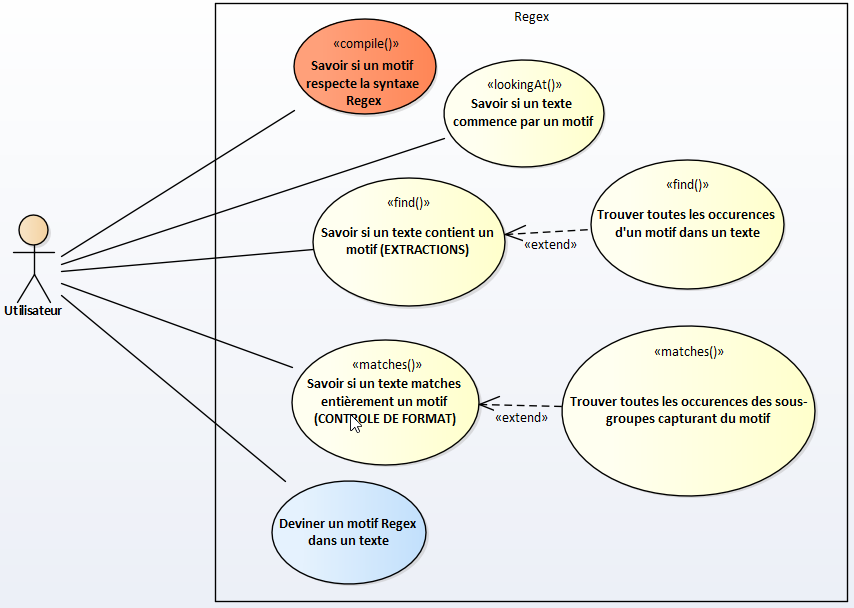 Regex
«compile()»
Savoir si un motif
respecte la syntaxe
Regex
«lookingAt()»
Savoir si un texte
commence par un motif
«find()»
Savoir si un texte contient un
motif (EXTRACTIONS)
«extend»
«find()»
Trouver toutes les occurences
d'un motif dans un texte
Utilisateur
«matches()»
Savoir si un texte matches
entièrement un motif
(CONTROLE DE FORMAT)
«extend»
«matches()»
Trouver toutes les occurences des sous-
groupes capturant du motif
Deviner un motif Regex
dans un texte